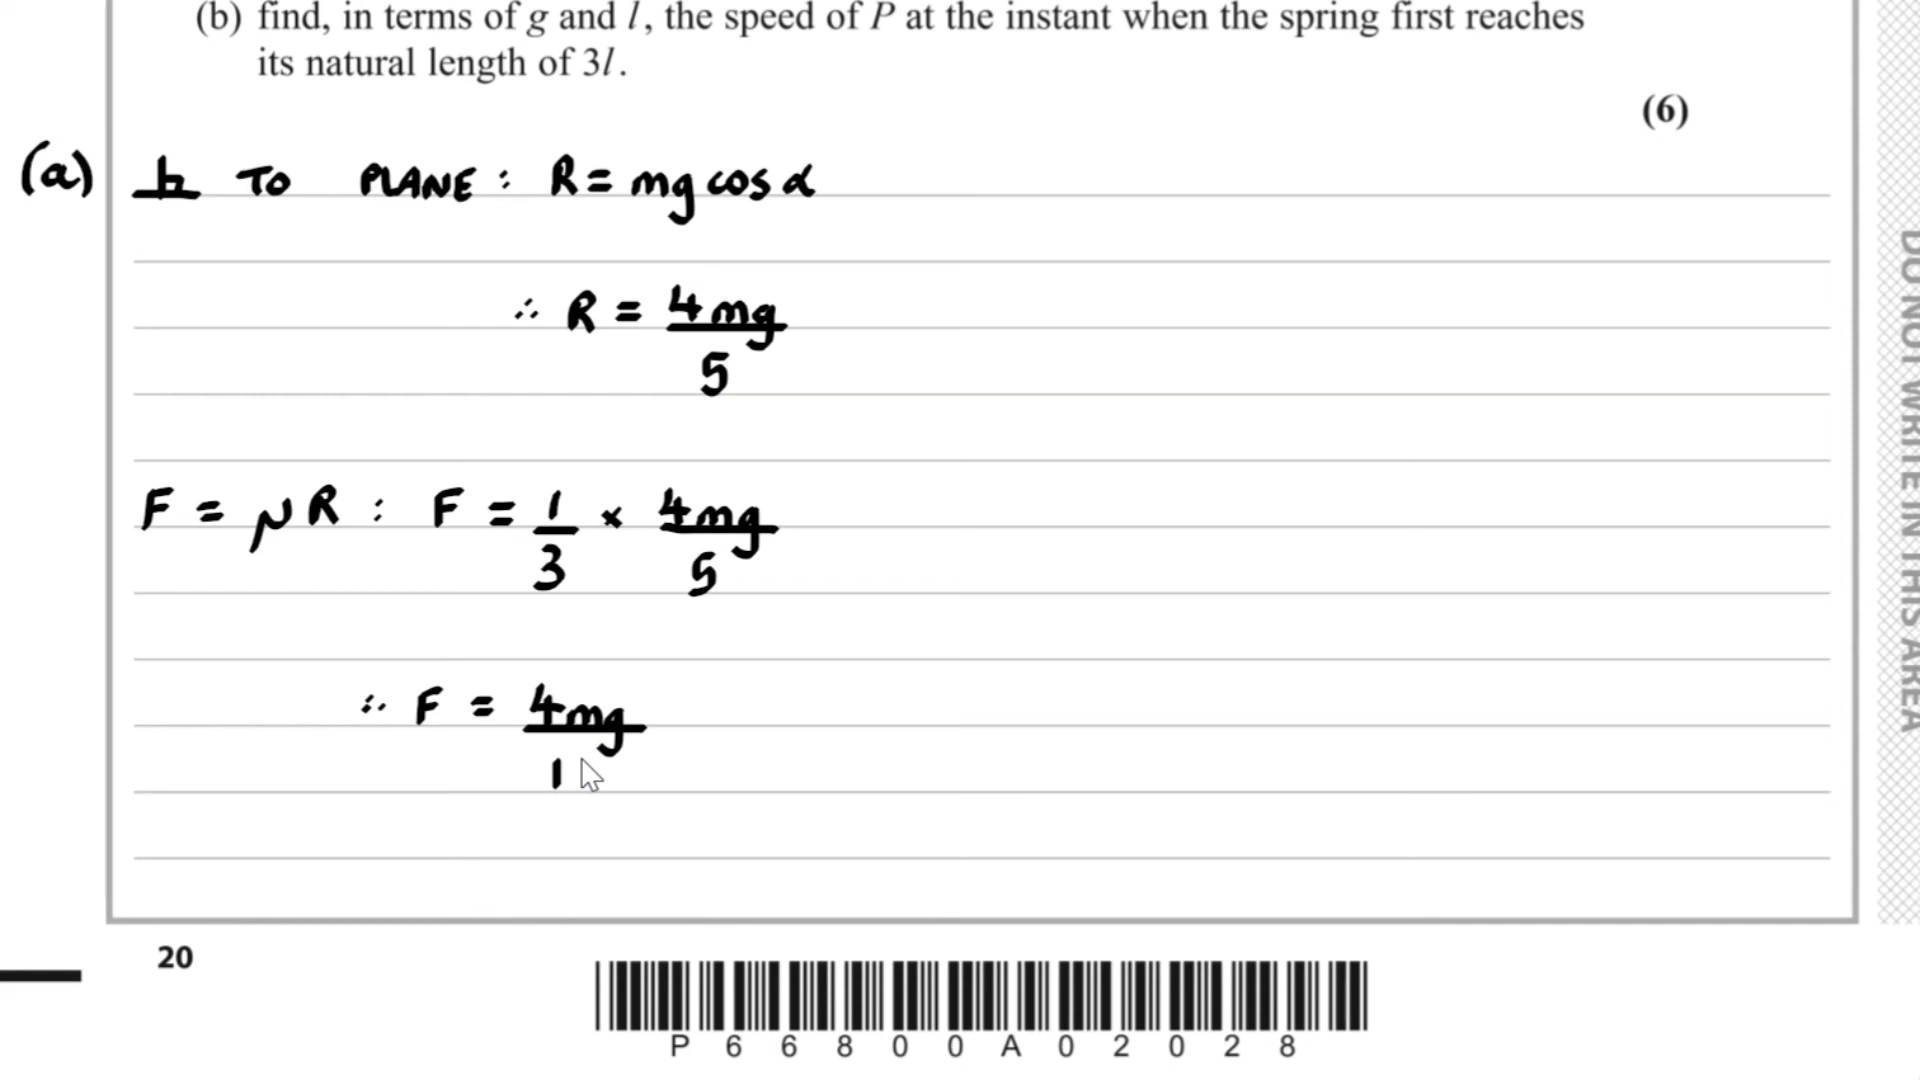 (b) find, in terms of g and l, the speed of P at the instant when the spring first reaches
its natural length of 3l.
(6)
(a) ⊥r TO PLANE : R = mg cos α
∴ R = 4mg/5
F = μR : F = 1/3 × 4mg/5
∴ F = 4mg/1
DO NOT WRITE IN THIS AREA
20
P 6 6 8 0 0 A 0 2 0 2 8